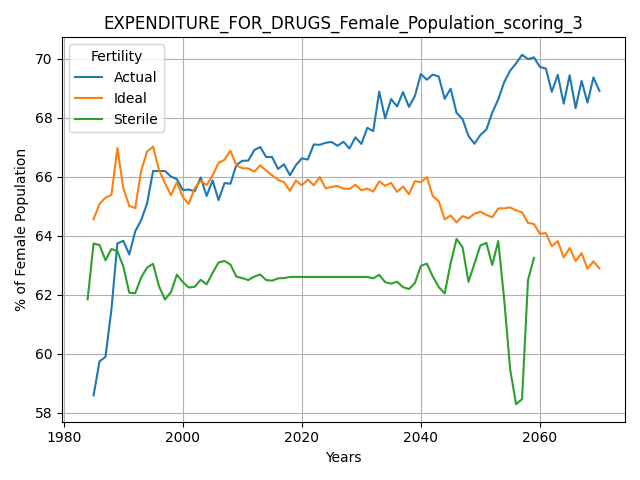 EXPENDITURE_FOR_DRUGS_Female_Population_scoring_3
Fertility
Actual
Ideal
Sterile
% of Female Population
70
68
66
64
62
60
58
1980
2000
2020
2040
2060
Years